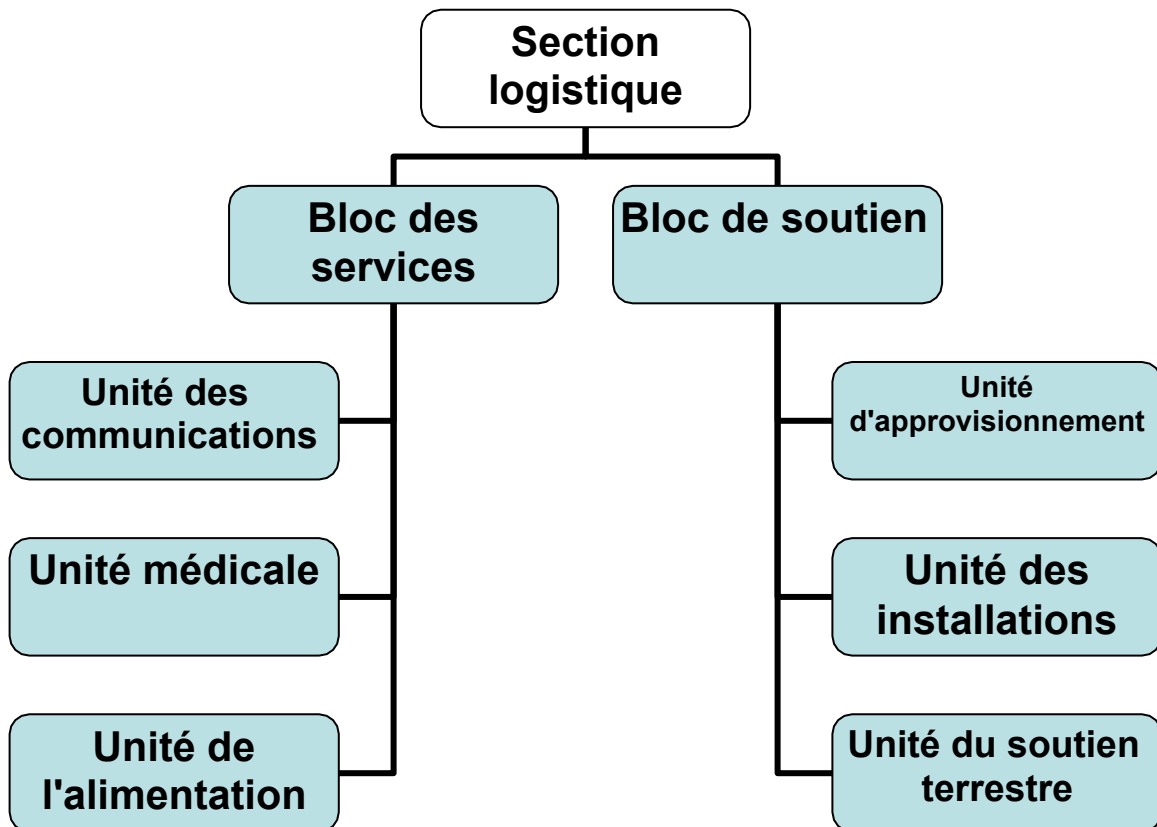 Section
logistique
Bloc des
services
Bloc de soutien
Unité des
communications
Unité
d'approvisionnement
Unité médicale
Unité des
installations
Unité de
l'alimentation
Unité du soutien
terrestre